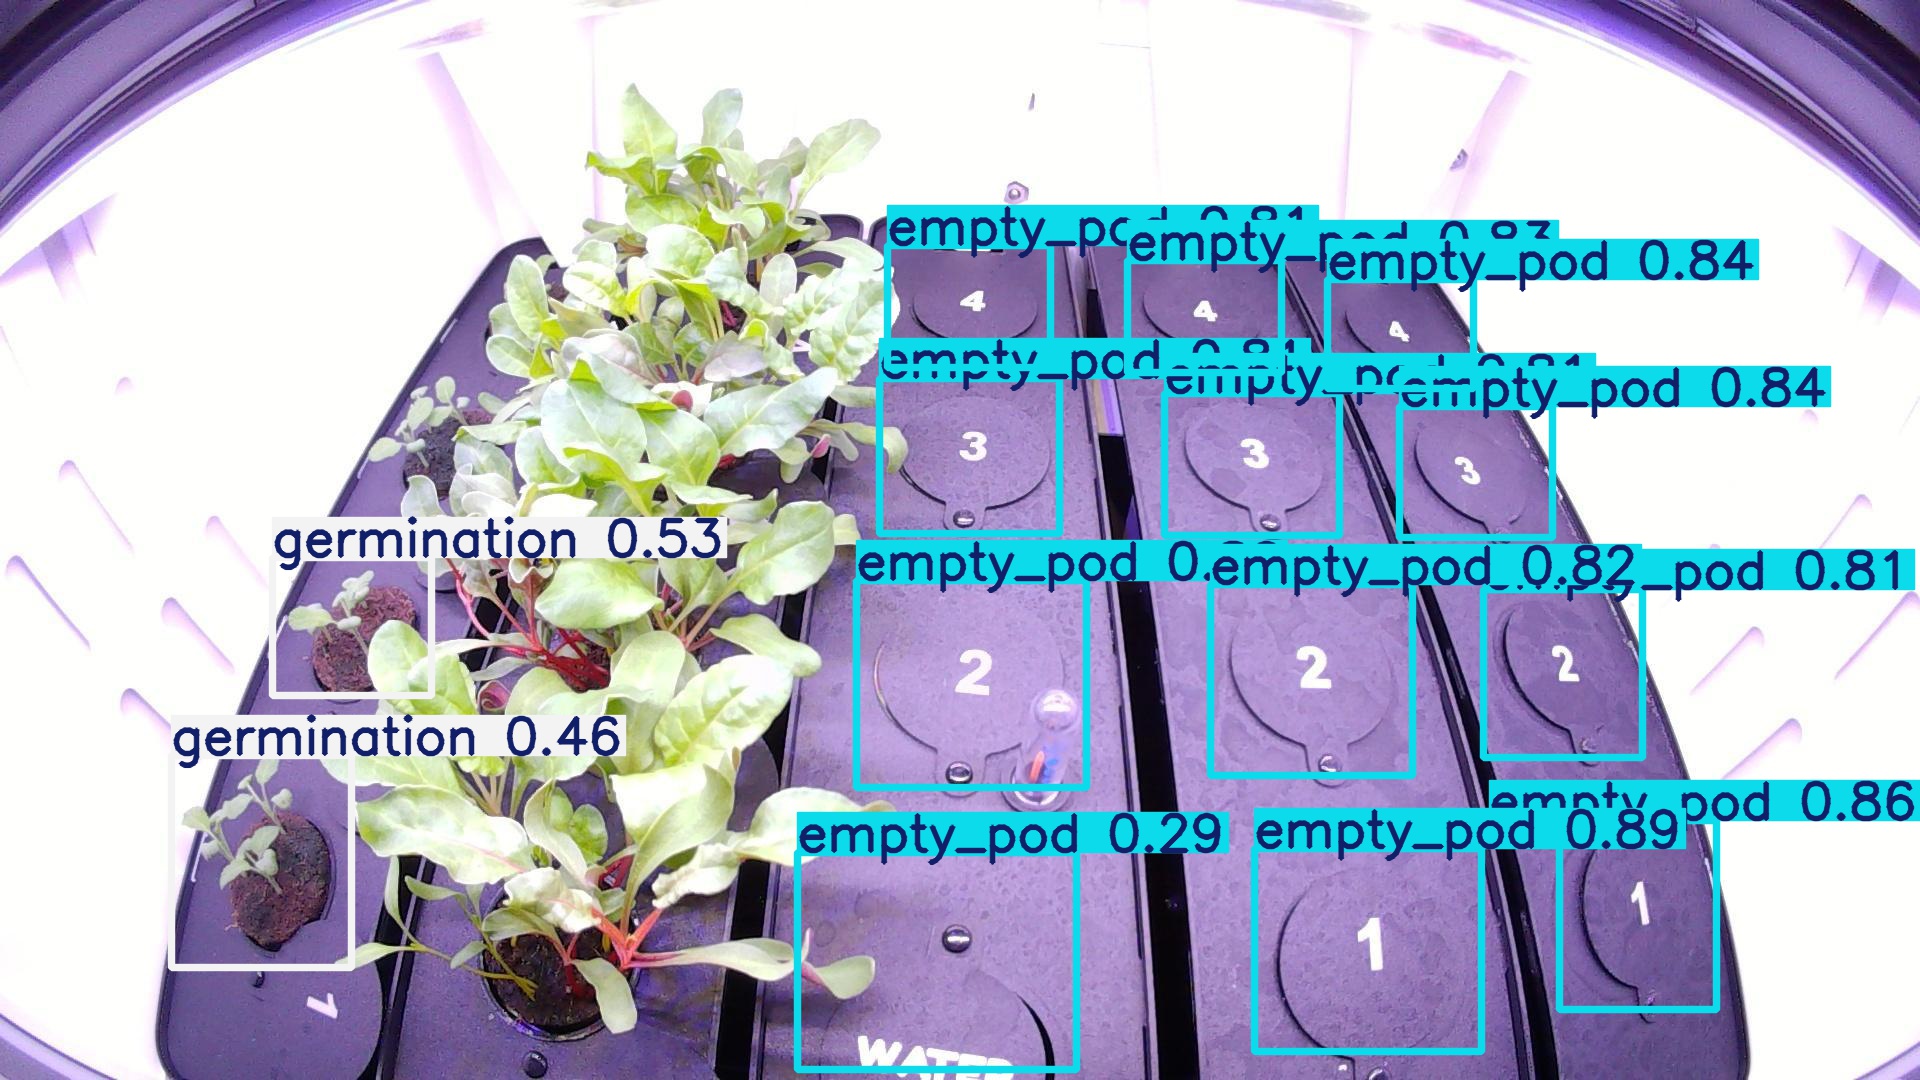 empty_pod 0.81
empty_pod 0.83
empty_pod 0.84
4
4
4
empty_pod 0.81
empty_pod 0.81
empty_pod 0.84
3
3
3
germination 0.53
empty_pod 0.
empty_pod 0.82
_pod 0.81
2
2
2
germination 0.46
empty_pod 0.29
empty_pod 0.89
empty_pod 0.86
1
1
1
WATER